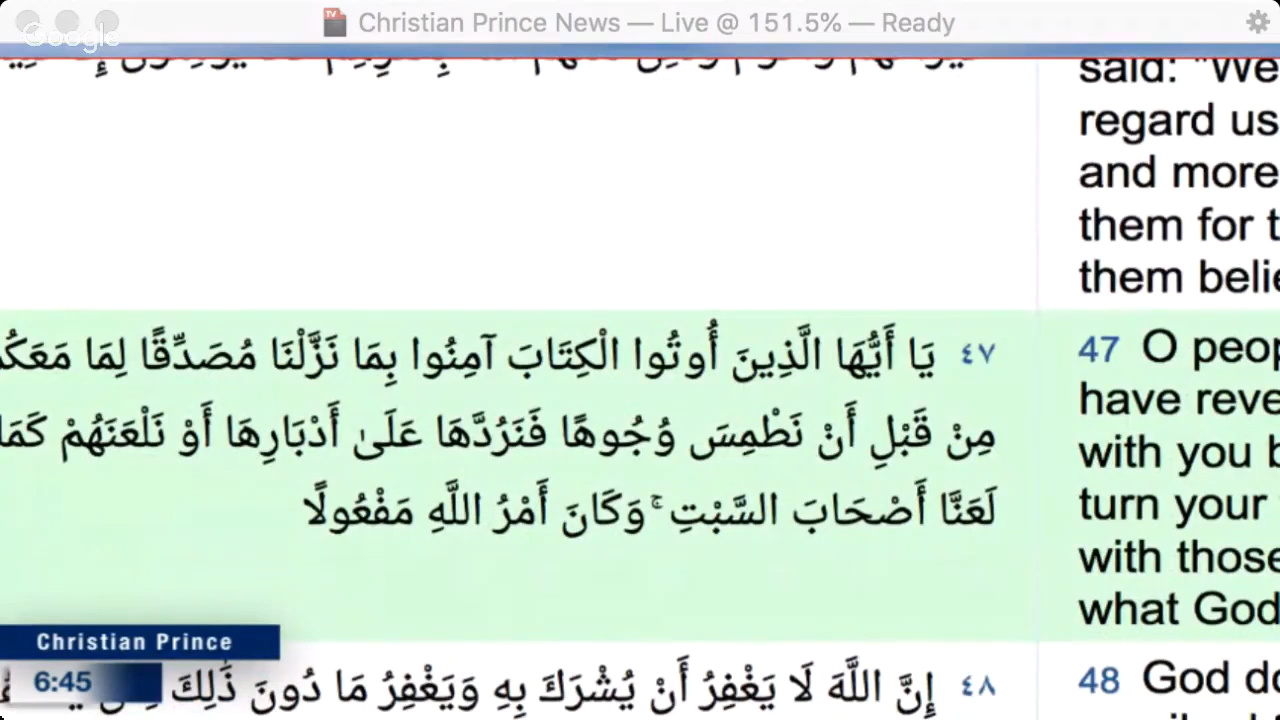 Christian Prince News — Live @ 151.5% — Ready
Google
said: "We
regard us
and more
them for t
them belie
٤٧ يَا أَيُّهَا الَّذِينَ أُوتُوا الْكِتَابَ آمِنُوا بِمَا نَزَّلْنَا مُصَدِّقًا لِمَا مَعَكُم
مِنْ قَبْلِ أَنْ نَطْمِسَ وُجُوهًا فَنَرُدَّهَا عَلَىٰ أَدْبَارِهَا أَوْ نَلْعَنَهُمْ كَمَا
لَعَنَّا أَصْحَابَ السَّبْتِ ۚ وَكَانَ أَمْرُ اللَّهِ مَفْعُولًا
47 O peop
have reve
with you b
turn your
with those
what God
Christian Prince
6:45
٤٨ إِنَّ اللَّهَ لَا يَغْفِرُ أَنْ يُشْرَكَ بِهِ وَيَغْفِرُ مَا دُونَ ذَٰلِكَ
48 God do